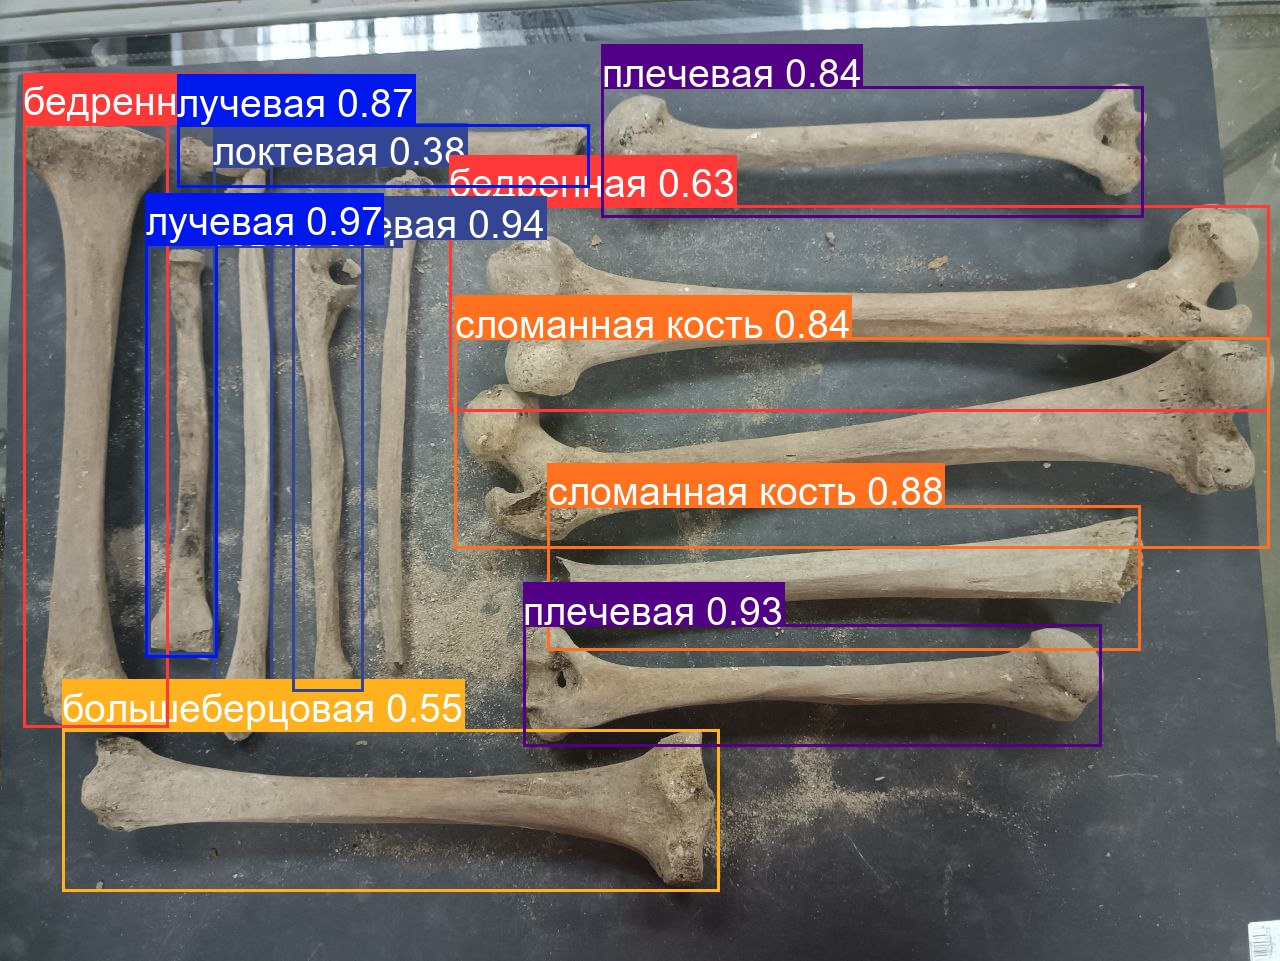 плечевая 0.84
бедренн
лучевая 0.87
локтевая 0.38
бедренная 0.63
лучевая 0.97
евая 0.94
сломанная кость 0.84
сломанная кость 0.88
плечевая 0.93
большеберцовая 0.55